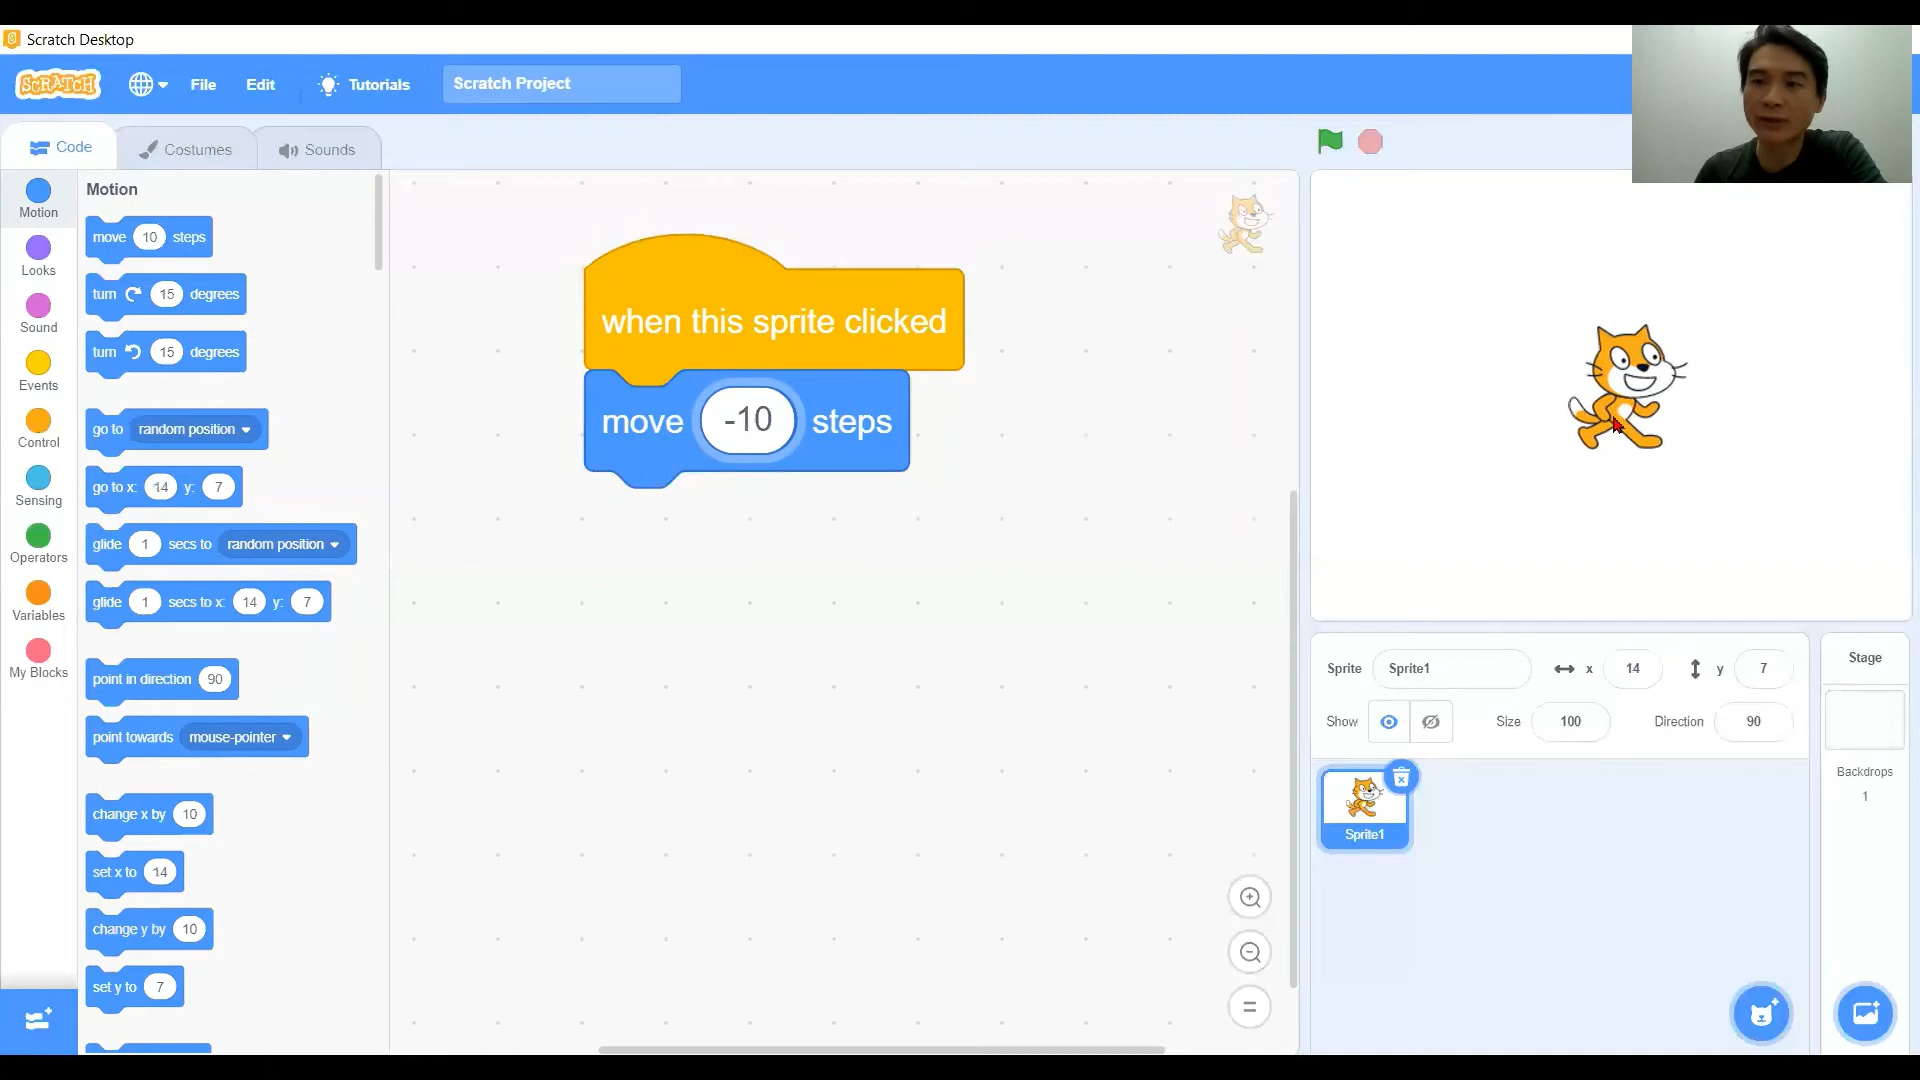 Scratch Desktop
SCRATCH
File
Edit
Tutorials
Scratch Project
Code
Costumes
Sounds
Motion
Looks
Sound
Events
Control
Sensing
Operators
Variables
My Blocks
Motion
move 10 steps
turn 15 degrees
turn 15 degrees
go to random position
go to x: 14 y: 7
glide 1 secs to random position
glide 1 secs to x: 14 y: 7
point in direction 90
point towards mouse-pointer
change x by 10
set x to 14
change y by 10
set y to 7
when this sprite clicked
move -10 steps
Sprite Sprite1 x 14 y 7
Show Size 100 Direction 90
Sprite1
Stage
Backdrops
1